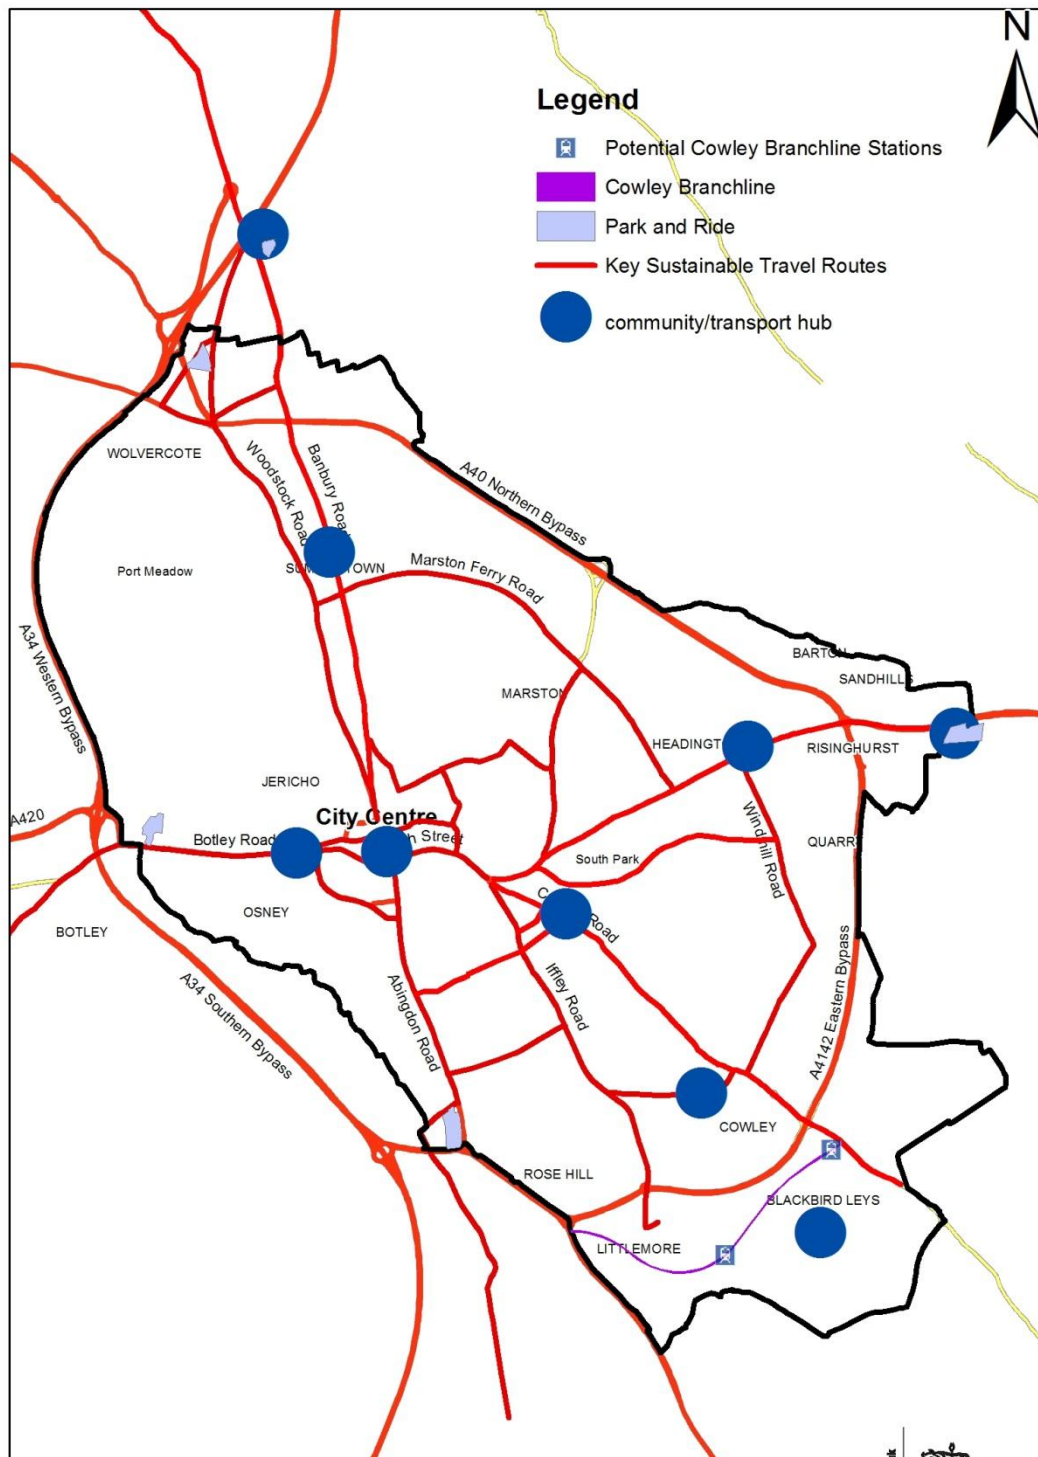 N
Legend
Potential Cowley Branchline Stations
Cowley Branchline
Park and Ride
Key Sustainable Travel Routes
community/transport hub
WOLVERCOTE
Woodstock Road
Banbury Road
A40 Northern Bypass
Port Meadow
Marston Ferry Road
A34 Western Bypass
BARTON
SANDHILLS
MARSTON
RISINGHURST
JERICHO
City Centre
A420
Botley Road
Street
Windmill Road
QUARRY
South Park
OSNEY
BOTLEY
Road
Iffley Road
A34 Southern Bypass
Abingdon Road
A4142 Eastern Bypass
COWLEY
ROSE HILL
BLACKBIRD LEYS
LITTLEMORE